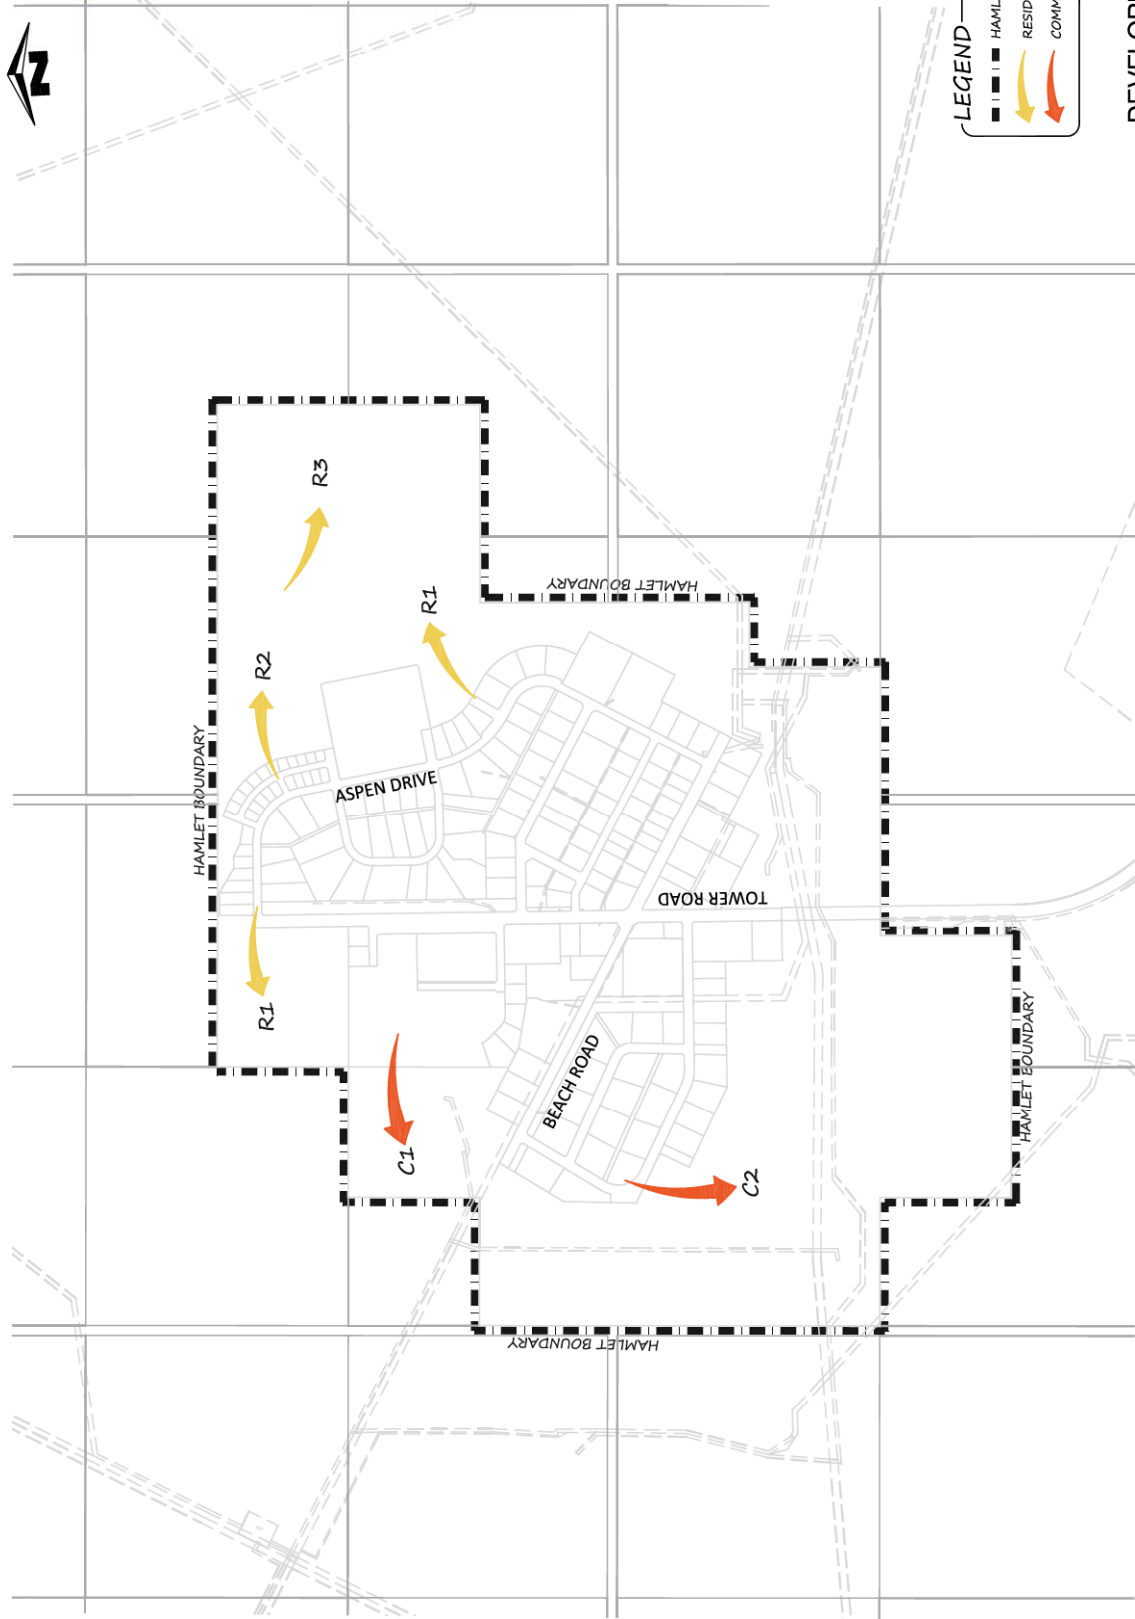 N
HAMLET BOUNDARY
R1
R2
R3
ASPEN DRIVE
C1
R1
BEACH ROAD
HAMLET BOUNDARY
HAMLET BOUNDARY
TOWER ROAD
C2
HAMLET BOUNDARY
LEGEND
HAML
RESID
COMM